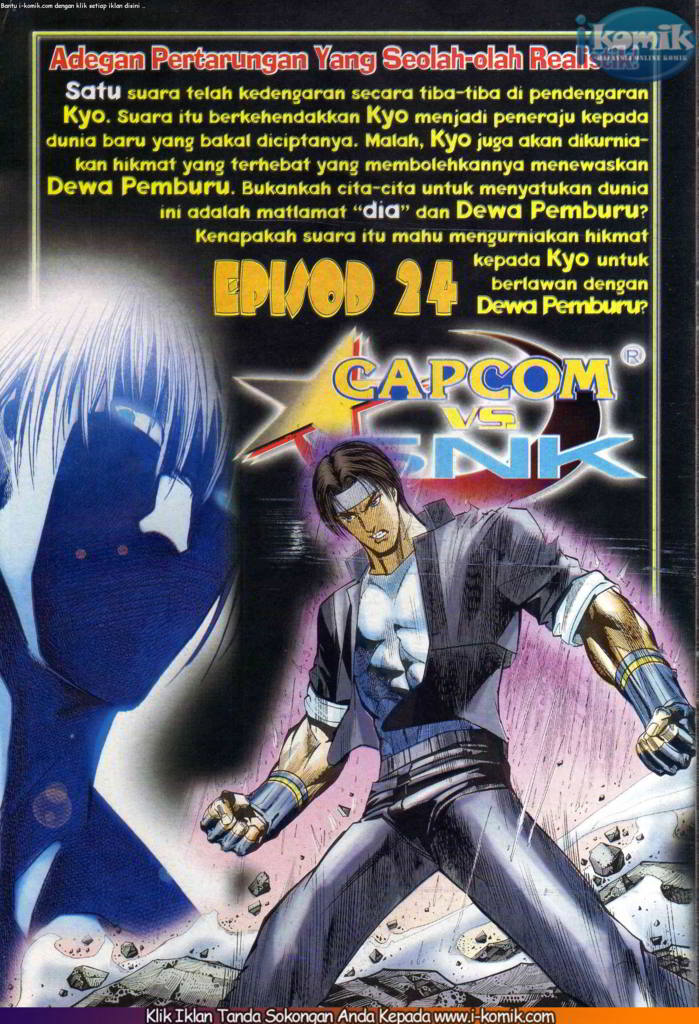 Bantu i-komik.com dengan klik setiap iklan disini ..
i komik
MALAYSIA ONLINE KOMIK
Adegan Pertarungan Yang Seolah-olah
Satu suara telah kedengaran secara tiba-tiba di pendengaran
Kyo. Suara itu berkehendakkan Kyo menjadi peneraju kepada
dunia baru yang bakal diciptanya. Malah, Kyo juga akan dikurnia-
kan hikmat yang terhebat yang membolehkannya menewaskan
Dewa Pemburu. Bukankah cita-cita untuk menyatukan dunia
ini adalah matlamat "dia" dan Dewa Pemburu?
Kenapakah suara itu mahu mengurniakan hikmat
kepada Kyo untuk
berlawan dengan
Dewa Pemburu?
EPISOD 24
CAPCOM ®
VS.
SNK
Klik Iklan Tanda Sokongan Anda Kepada www.i-komik.com